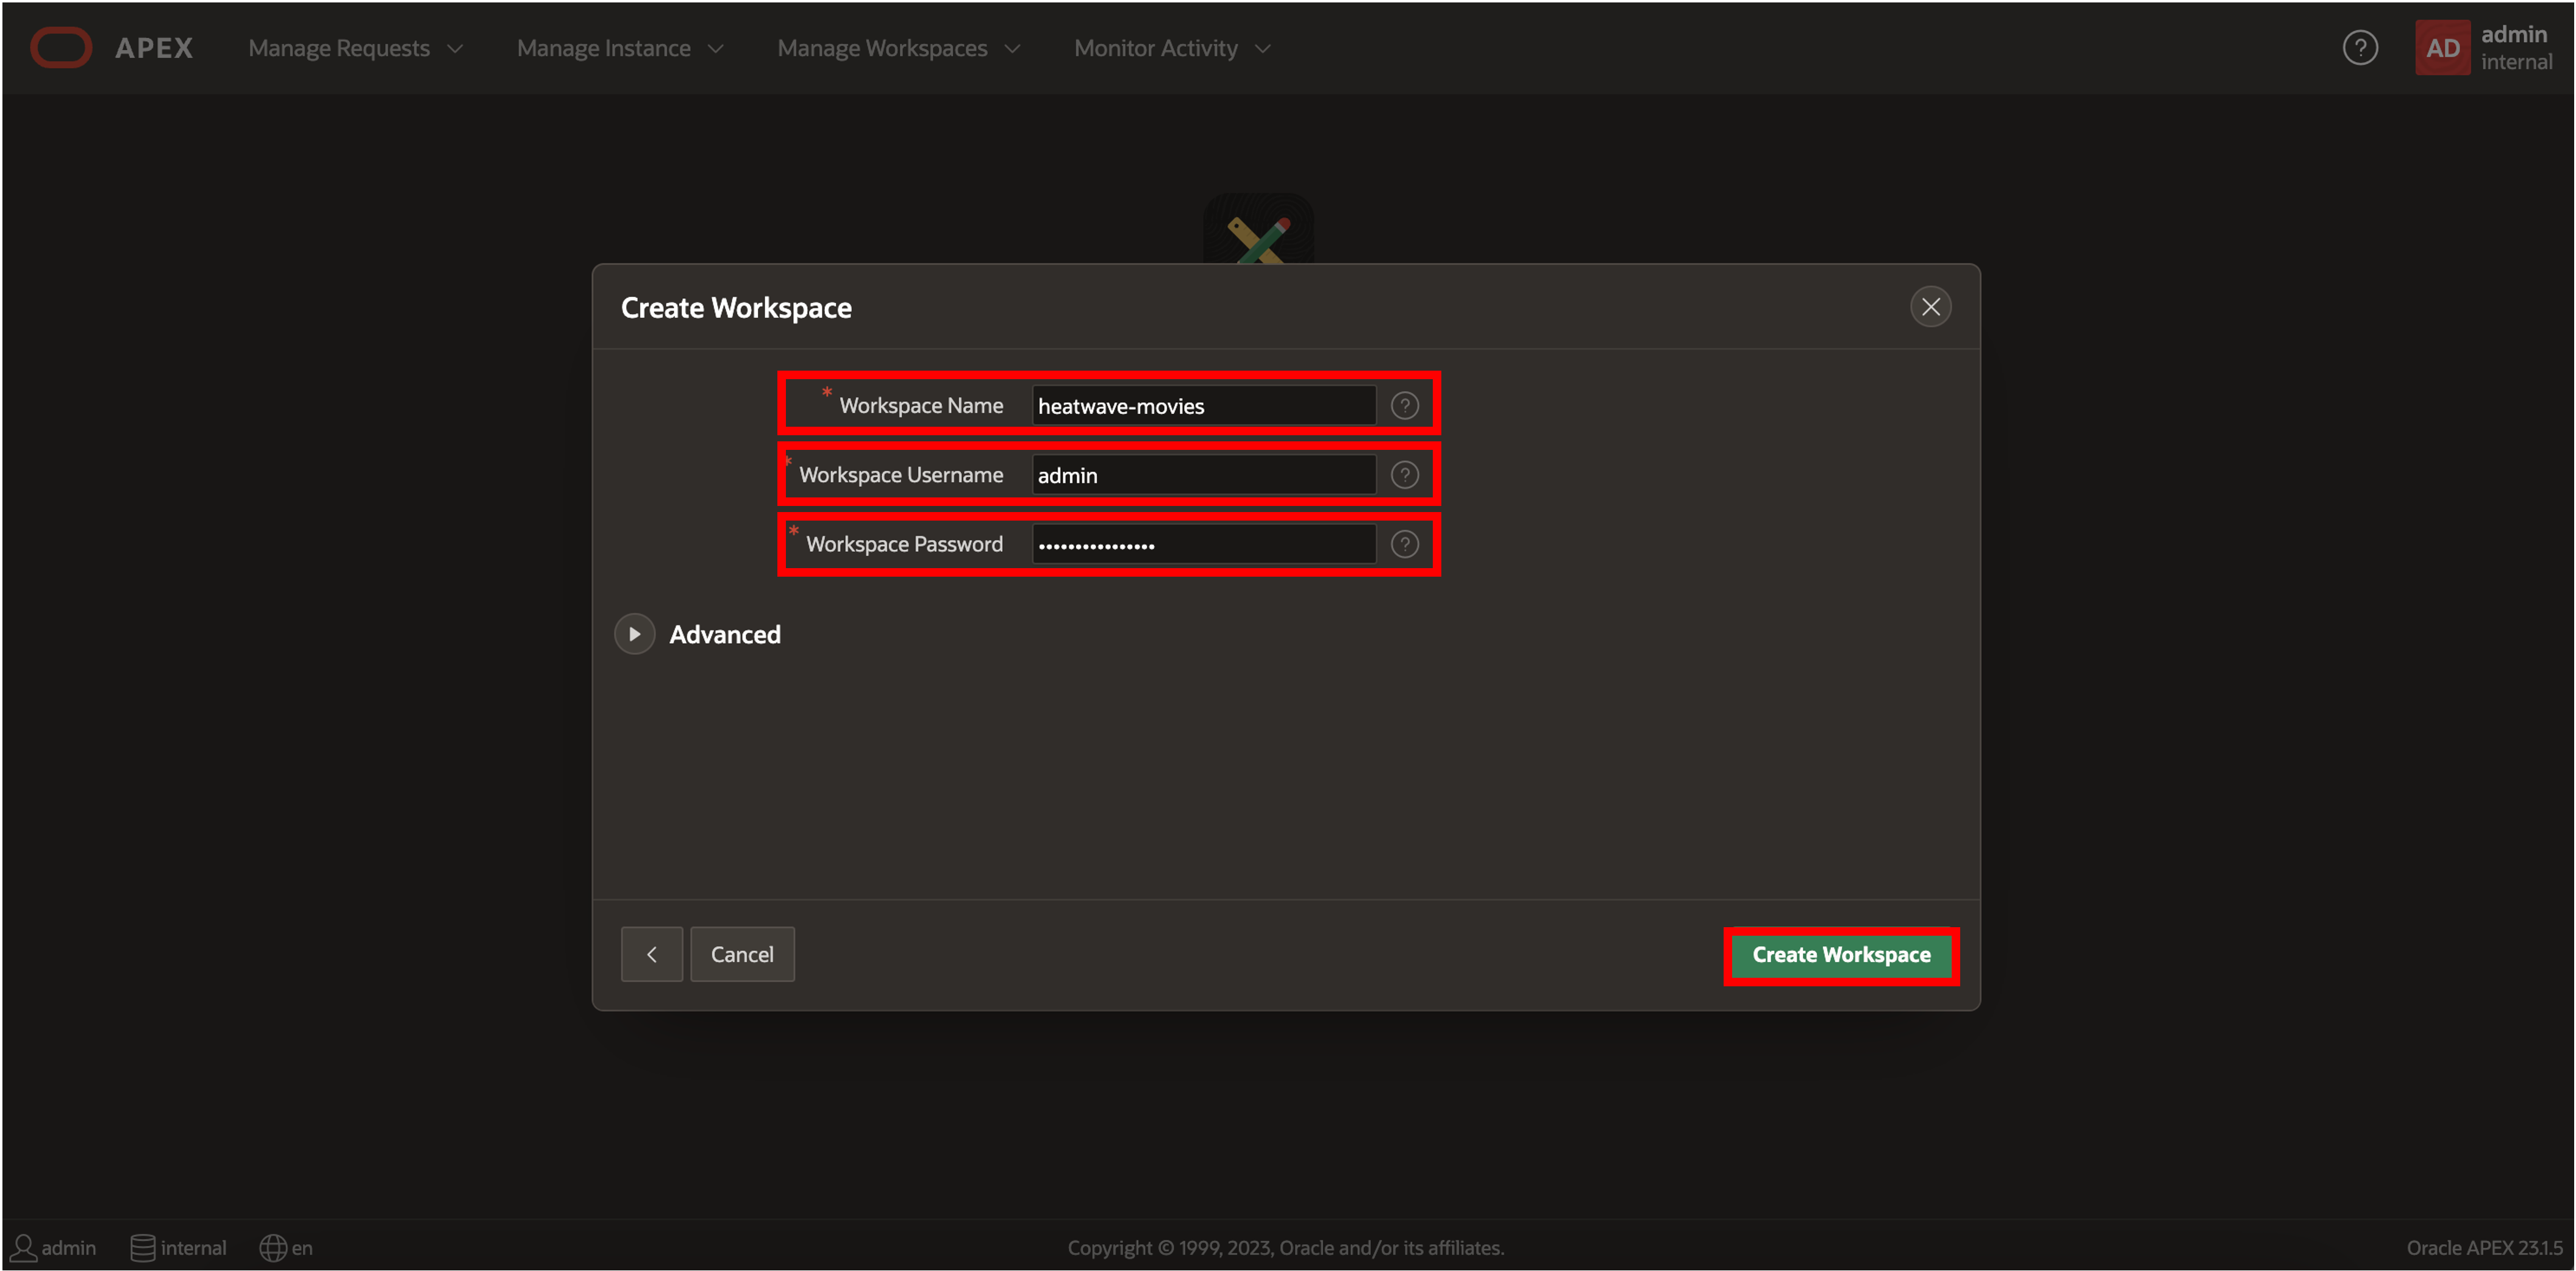 APEX Manage Requests Manage Instance Manage Workspaces Monitor Activity ? AD admin
internal
Create Workspace
* Workspace Name heatwave-movies ?
* Workspace Username admin ?
* Workspace Password •••••••••••••••• ?
Advanced
Cancel Create Workspace
admin internal en Copyright © 1999, 2023, Oracle and/or its affiliates. Oracle APEX 23.1.5